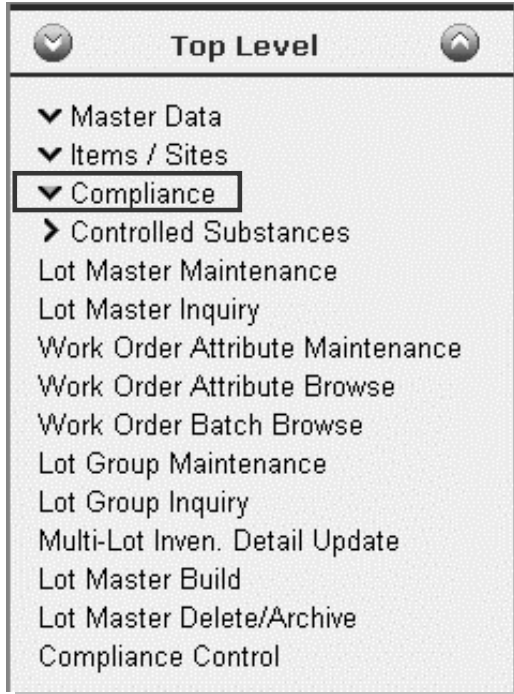 Top Level
Master Data
Items / Sites
Compliance
Controlled Substances
Lot Master Maintenance
Lot Master Inquiry
Work Order Attribute Maintenance
Work Order Attribute Browse
Work Order Batch Browse
Lot Group Maintenance
Lot Group Inquiry
Multi-Lot Inven. Detail Update
Lot Master Build
Lot Master Delete/Archive
Compliance Control